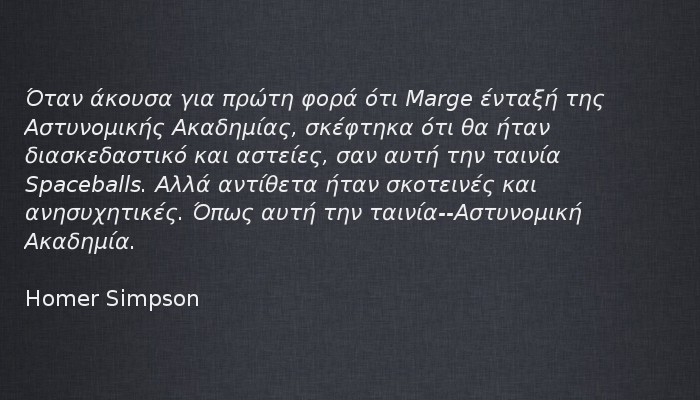 Όταν άκουσα για πρώτη φορά ότι Marge ένταξή της
Αστυνομικής Ακαδημίας, σκέφτηκα ότι θα ήταν
διασκεδαστικό και αστείες, σαν αυτή την ταινία
Spaceballs. Αλλά αντίθετα ήταν σκοτεινές και
ανησυχητικές. Όπως αυτή την ταινία--Αστυνομική
Ακαδημία.
Homer Simpson